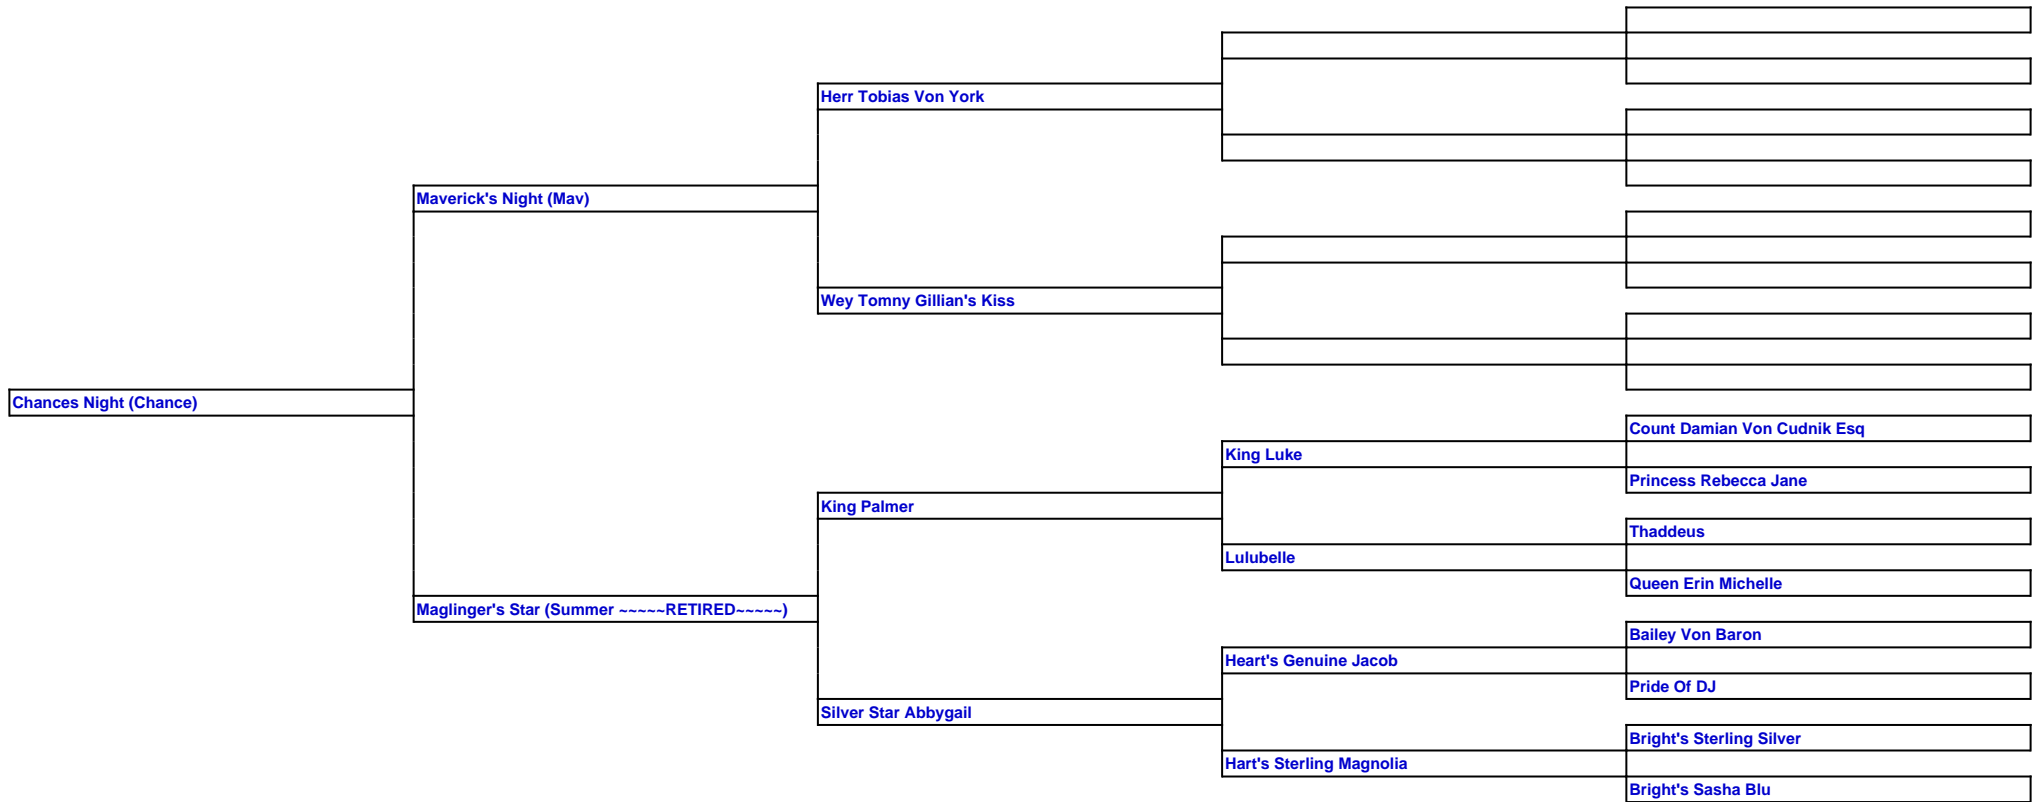 Herr Tobias Von York
Maverick's Night (Mav)
Wey Tomny Gillian's Kiss
Chances Night (Chance)
Count Damian Von Cudnik Esq
King Luke
Princess Rebecca Jane
King Palmer
Thaddeus
Lulubelle
Queen Erin Michelle
Maglinger's Star (Summer ~~~~~RETIRED~~~~~)
Bailey Von Baron
Heart's Genuine Jacob
Pride Of DJ
Silver Star Abbygail
Bright's Sterling Silver
Hart's Sterling Magnolia
Bright's Sasha Blu